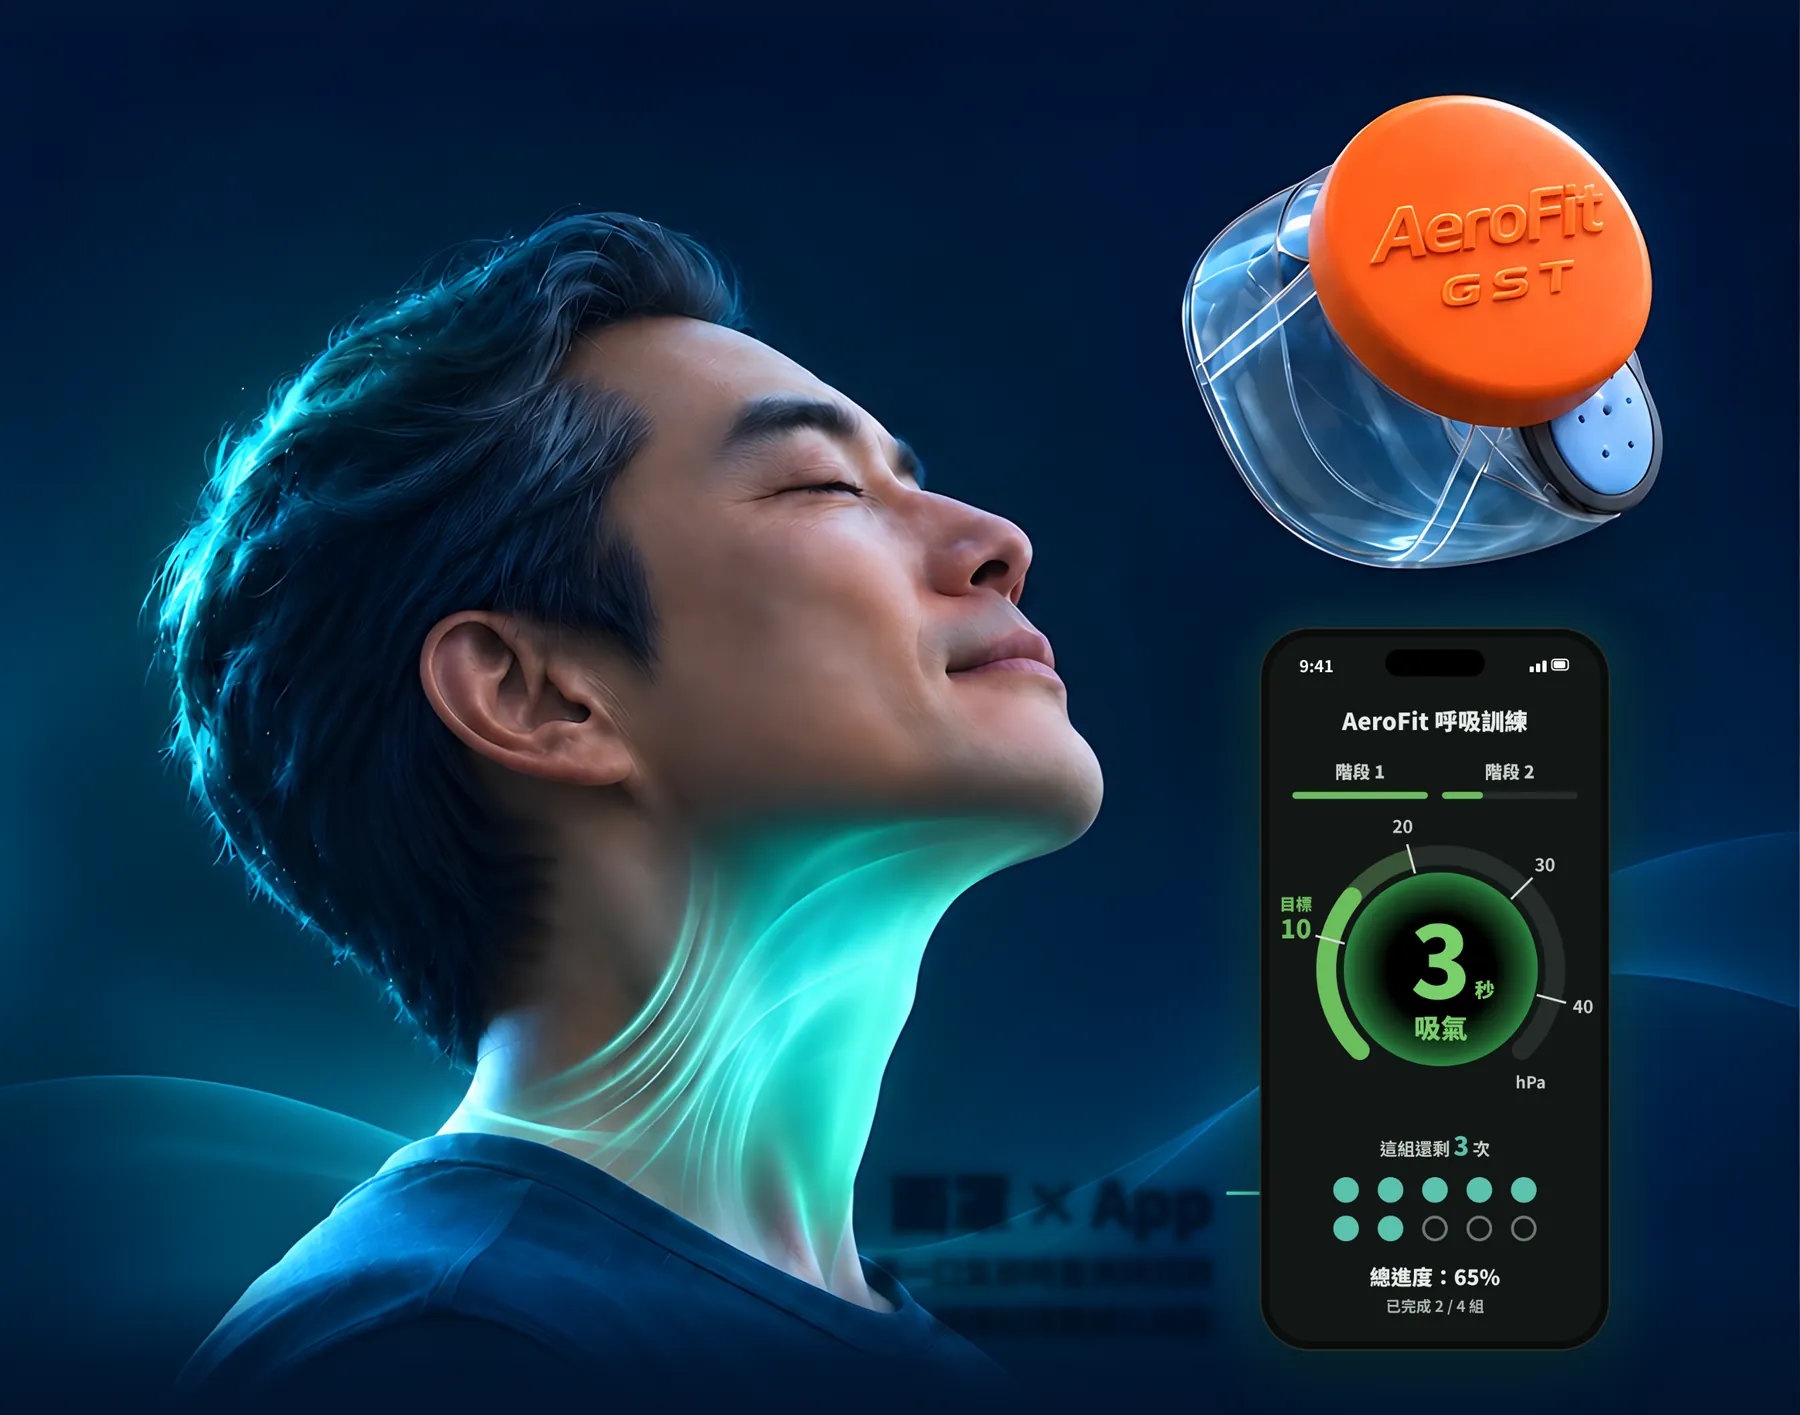 AeroFit
GST
9:41
AeroFit 呼吸訓練
階段 1
階段 2
20
30
目標
10
3 秒
吸氣
40
hPa
這組還剩 3 次
總進度：65%
已完成 2 / 4 組
× App